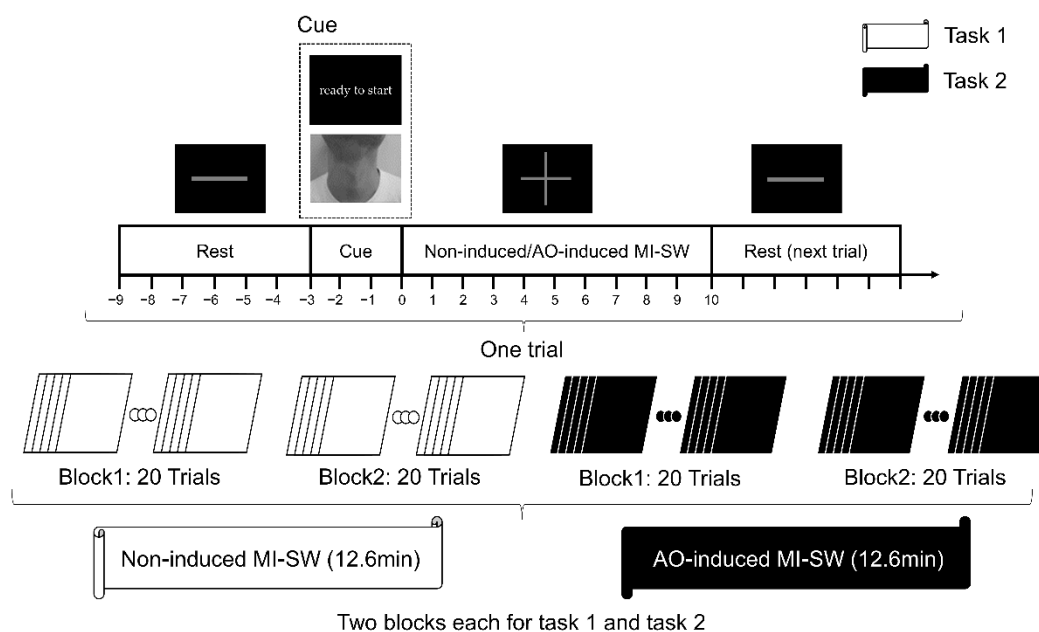 Cue
Task 1
Task 2
ready to start
Rest
Cue
Non-induced/AO-induced MI-SW
Rest (next trial)
−9 −8 −7 −6 −5 −4 −3 −2 −1 0 1 2 3 4 5 6 7 8 9 10
One trial
Block1: 20 Trials
Block2: 20 Trials
Block1: 20 Trials
Block2: 20 Trials
Non-induced MI-SW (12.6min)
AO-induced MI-SW (12.6min)
Two blocks each for task 1 and task 2